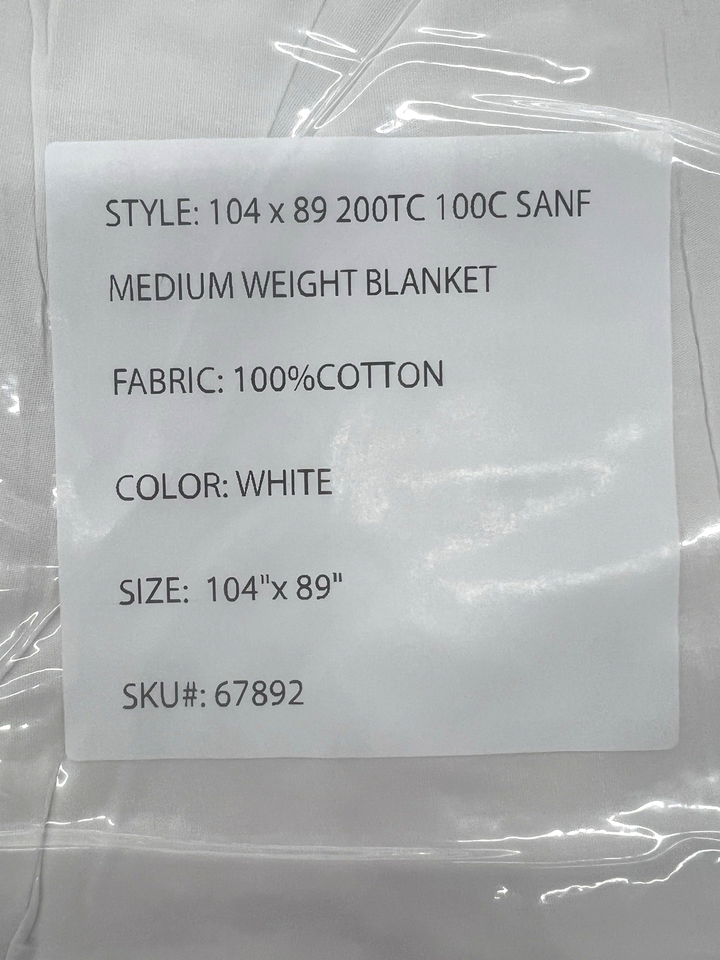 STYLE: 104 x 89 200TC 100C SANF
MEDIUM WEIGHT BLANKET
FABRIC: 100%COTTON
COLOR: WHITE
SIZE: 104"x 89"
SKU#: 67892